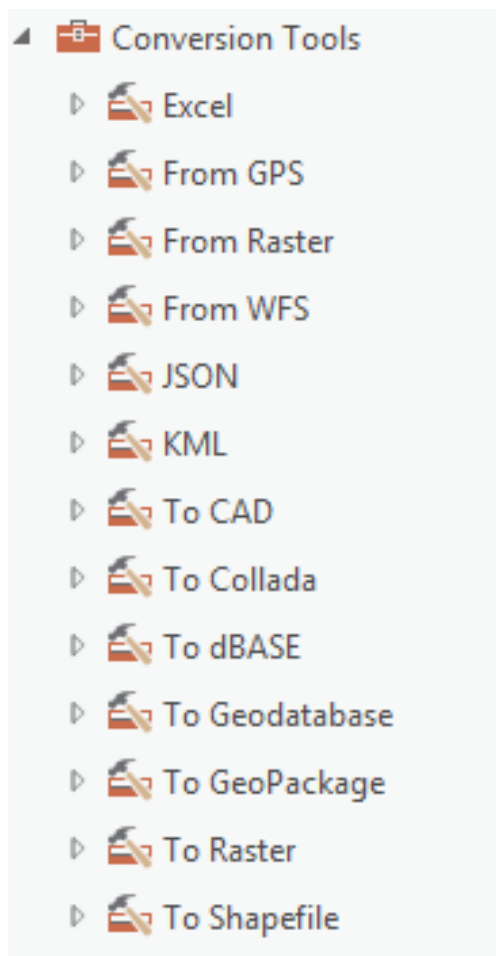 Conversion Tools
Excel
From GPS
From Raster
From WFS
JSON
KML
To CAD
To Collada
To dBASE
To Geodatabase
To GeoPackage
To Raster
To Shapefile